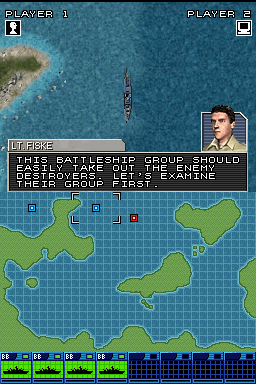 PLAYER 1 PLAYER 2
LT. FISKE
THIS BATTLESHIP GROUP SHOULD
EASILY TAKE OUT THE ENEMY
DESTROYERS. LET'S EXAMINE
THEIR GROUP FIRST.
BB BB BB BB